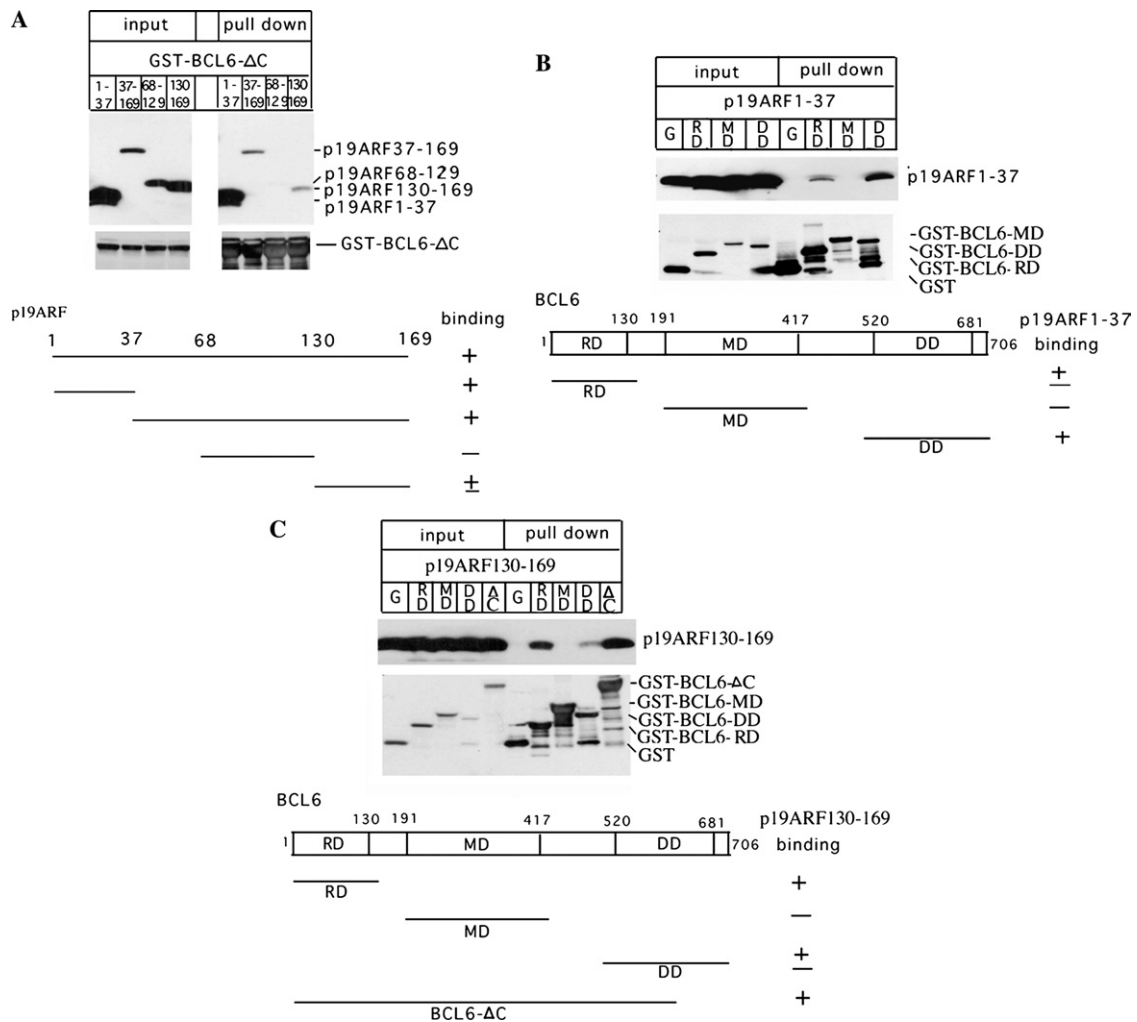 A
input pull down
GST-BCL6-ΔC
1-37 37-169 68-129 130 169 1-37 37-169 68-129 130 169
p19ARF37-169
p19ARF68-129
p19ARF130-169
p19ARF1-37
GST-BCL6-ΔC
p19ARF
binding
1 37 68 130 169
+
+
+
—
±
B
input pull down
p19ARF1-37
G RD MD DD G RD MD DD
p19ARF1-37
GST-BCL6-MD
GST-BCL6-DD
GST-BCL6-RD
GST
BCL6
130 191 417 520 681
p19ARF1-37
1 RD MD DD 706 binding
RD ±
MD —
DD +
C
input pull down
p19ARF130-169
G RD MD DD ΔC G RD MD DD ΔC
p19ARF130-169
GST-BCL6-ΔC
GST-BCL6-MD
GST-BCL6-DD
GST-BCL6-RD
GST
BCL6
130 191 417 520 681
p19ARF130-169
1 RD MD DD 706 binding
RD +
MD —
DD ±
BCL6-ΔC +